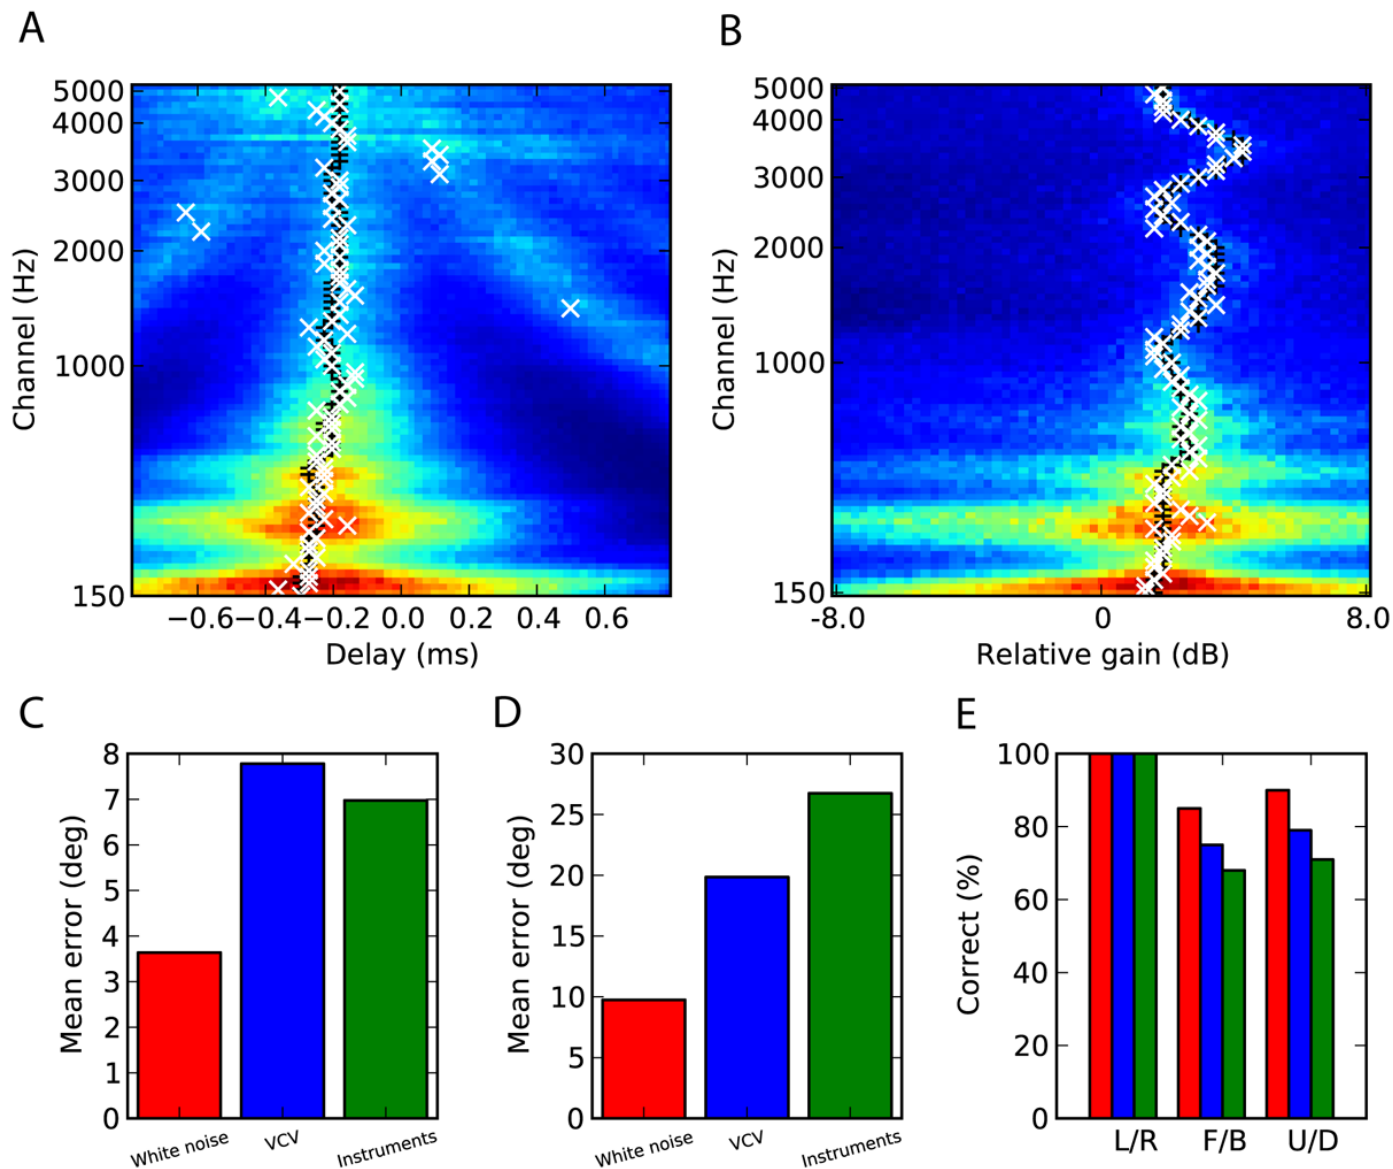 A
B
5000
4000
3000
2000
1000
150
Channel (Hz)
−0.6−0.4−0.2 0.0 0.2 0.4 0.6
Delay (ms)
5000
4000
3000
2000
1000
150
Channel (Hz)
-8.0 0 8.0
Relative gain (dB)
C
D
E
8
7
6
5
4
3
2
1
0
Mean error (deg)
White noise VCV Instruments
30
25
20
15
10
5
0
Mean error (deg)
White noise VCV Instruments
100
80
60
40
20
0
Correct (%)
L/R F/B U/D